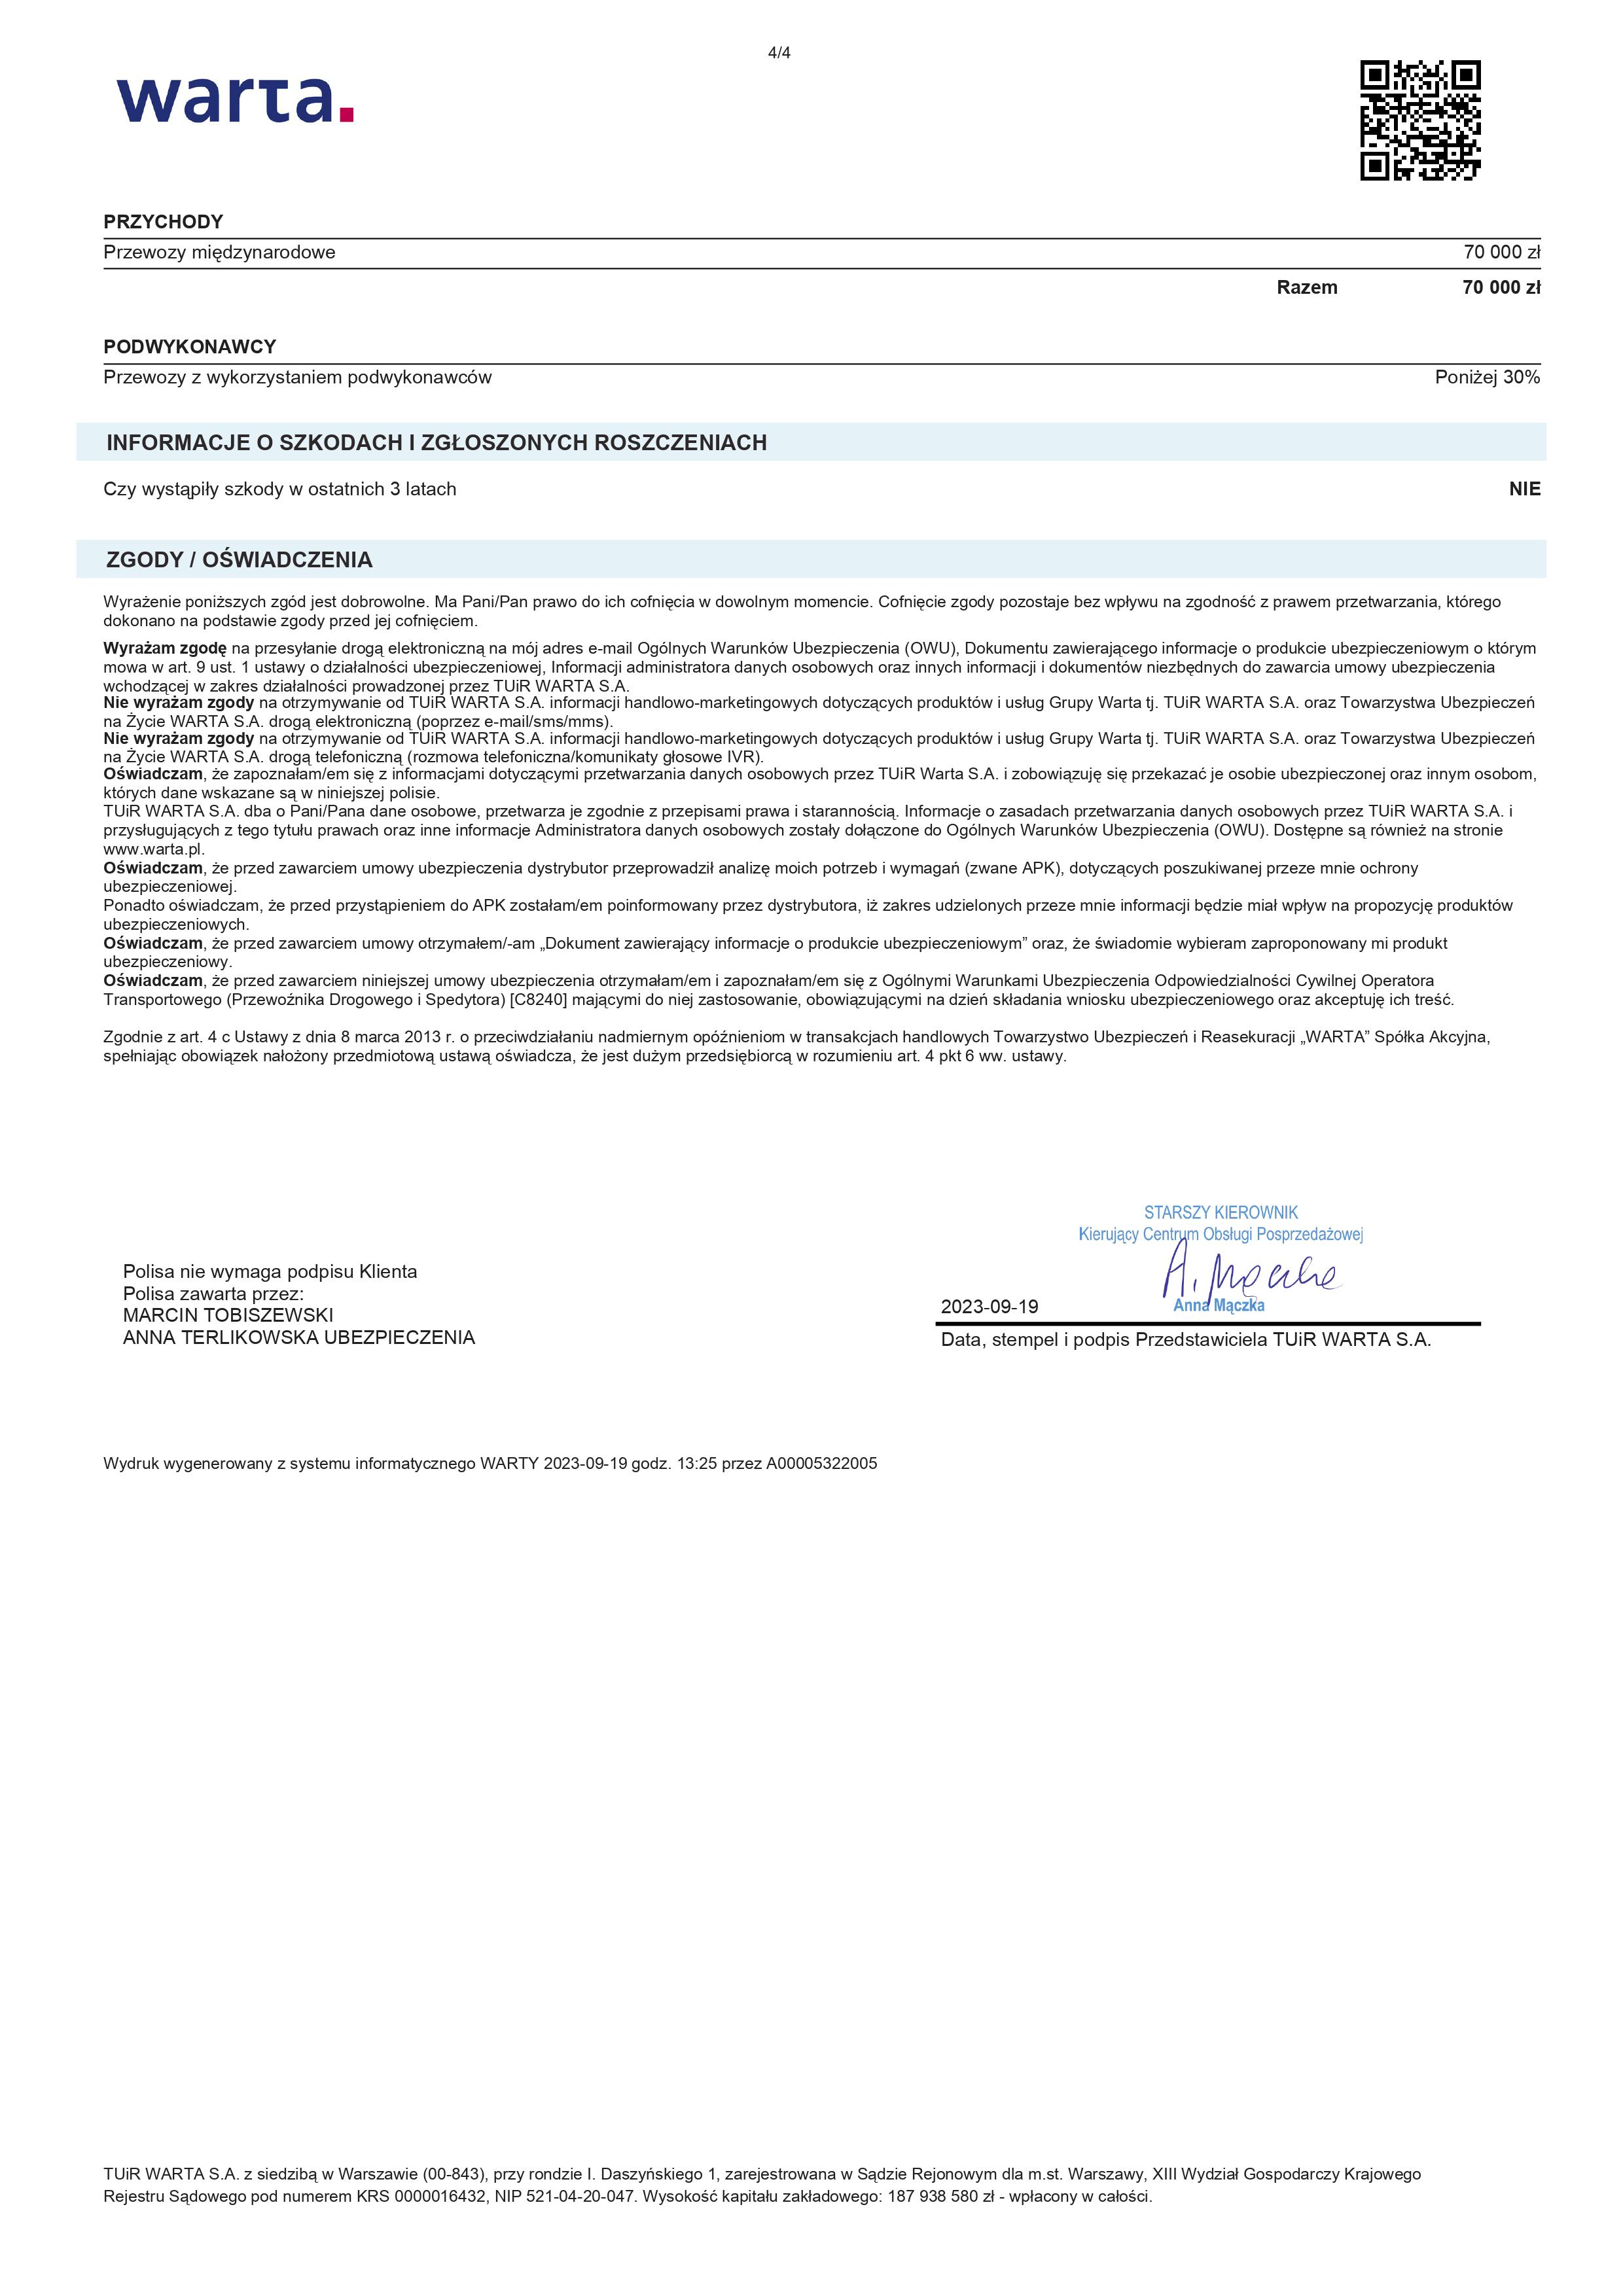 4/4
warta.
PRZYCHODY
Przewozy międzynarodowe 70 000 zł
Razem 70 000 zł
PODWYKONAWCY
Przewozy z wykorzystaniem podwykonawców Poniżej 30%
INFORMACJE O SZKODACH I ZGŁOSZONYCH ROSZCZENIACH
Czy wystąpiły szkody w ostatnich 3 latach NIE
ZGODY / OŚWIADCZENIA
Wyrażenie poniższych zgód jest dobrowolne. Ma Pani/Pan prawo do ich cofnięcia w dowolnym momencie. Cofnięcie zgody pozostaje bez wpływu na zgodność z prawem przetwarzania, którego
dokonano na podstawie zgody przed jej cofnięciem.
Wyrażam zgodę na przesyłanie drogą elektroniczną na mój adres e-mail Ogólnych Warunków Ubezpieczenia (OWU), Dokumentu zawierającego informacje o produkcie ubezpieczeniowym o którym
mowa w art. 9 ust. 1 ustawy o działalności ubezpieczeniowej, Informacji administratora danych osobowych oraz innych informacji i dokumentów niezbędnych do zawarcia umowy ubezpieczenia
wchodzącej w zakres działalności prowadzonej przez TUiR WARTA S.A.
Nie wyrażam zgody na otrzymywanie od TUiR WARTA S.A. informacji handlowo-marketingowych dotyczących produktów i usług Grupy Warta tj. TUiR WARTA S.A. oraz Towarzystwa Ubezpieczeń
na Życie WARTA S.A. drogą elektroniczną (poprzez e-mail/sms/mms).
Nie wyrażam zgody na otrzymywanie od TUiR WARTA S.A. informacji handlowo-marketingowych dotyczących produktów i usług Grupy Warta tj. TUiR WARTA S.A. oraz Towarzystwa Ubezpieczeń
na Życie WARTA S.A. drogą telefoniczną (rozmowa telefoniczna/komunikaty głosowe IVR).
Oświadczam, że zapoznałam/em się z informacjami dotyczącymi przetwarzania danych osobowych przez TUiR Warta S.A. i zobowiązuję się przekazać je osobie ubezpieczonej oraz innym osobom,
których dane wskazane są w niniejszej polisie.
TUiR WARTA S.A. dba o Pani/Pana dane osobowe, przetwarza je zgodnie z przepisami prawa i starannością. Informacje o zasadach przetwarzania danych osobowych przez TUiR WARTA S.A. i
przysługujących z tego tytułu prawach oraz inne informacje Administratora danych osobowych zostały dołączone do Ogólnych Warunków Ubezpieczenia (OWU). Dostępne są również na stronie
www.warta.pl.
Oświadczam, że przed zawarciem umowy ubezpieczenia dystrybutor przeprowadził analizę moich potrzeb i wymagań (zwane APK), dotyczących poszukiwanej przeze mnie ochrony
ubezpieczeniowej.
Ponadto oświadczam, że przed przystąpieniem do APK zostałam/em poinformowany przez dystrybutora, iż zakres udzielonych przeze mnie informacji będzie miał wpływ na propozycję produktów
ubezpieczeniowych.
Oświadczam, że przed zawarciem umowy otrzymałem/-am „Dokument zawierający informacje o produkcie ubezpieczeniowym” oraz, że świadomie wybieram zaproponowany mi produkt
ubezpieczeniowy.
Oświadczam, że przed zawarciem niniejszej umowy ubezpieczenia otrzymałam/em i zapoznałam/em się z Ogólnymi Warunkami Ubezpieczenia Odpowiedzialności Cywilnej Operatora
Transportowego (Przewoźnika Drogowego i Spedytora) [C8240] mającymi do niej zastosowanie, obowiązującymi na dzień składania wniosku ubezpieczeniowego oraz akceptuję ich treść.
Zgodnie z art. 4 c Ustawy z dnia 8 marca 2013 r. o przeciwdziałaniu nadmiernym opóźnieniom w transakcjach handlowych Towarzystwo Ubezpieczeń i Reasekuracji „WARTA” Spółka Akcyjna,
spełniając obowiązek nałożony przedmiotową ustawą oświadcza, że jest dużym przedsiębiorcą w rozumieniu art. 4 pkt 6 ww. ustawy.
STARSZY KIEROWNIK
Kierujący Centrum Obsługi Posprzedażowej
A. Mączka
Anna Mączka
Polisa nie wymaga podpisu Klienta
Polisa zawarta przez:
MARCIN TOBISZEWSKI
ANNA TERLIKOWSKA UBEZPIECZENIA
2023-09-19
Data, stempel i podpis Przedstawiciela TUiR WARTA S.A.
Wydruk wygenerowany z systemu informatycznego WARTY 2023-09-19 godz. 13:25 przez A00005322005
TUiR WARTA S.A. z siedzibą w Warszawie (00-843), przy rondzie I. Daszyńskiego 1, zarejestrowana w Sądzie Rejonowym dla m.st. Warszawy, XIII Wydział Gospodarczy Krajowego
Rejestru Sądowego pod numerem KRS 0000016432, NIP 521-04-20-047. Wysokość kapitału zakładowego: 187 938 580 zł - wpłacony w całości.